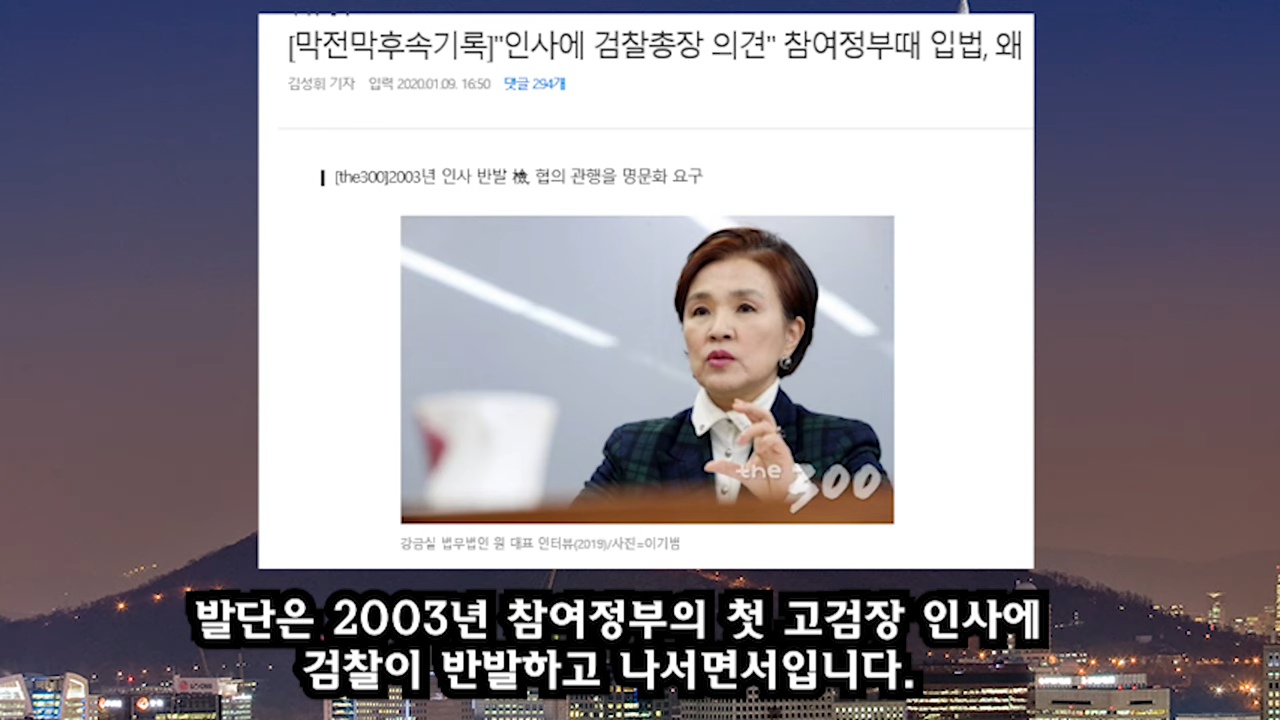 [막전막후속기록]"인사에 검찰총장 의견" 참여정부때 입법, 왜
김성휘 기자 입력 2020.01.09. 16:50 댓글 294개
[the300]2003년 인사 반발 檢, 협의 관행을 명문화 요구
the 300
강금실 법무법인 원 대표 인터뷰(2019)/사진=이기범
발단은 2003년 참여정부의 첫 고검장 인사에
검찰이 반발하고 나서면서입니다.